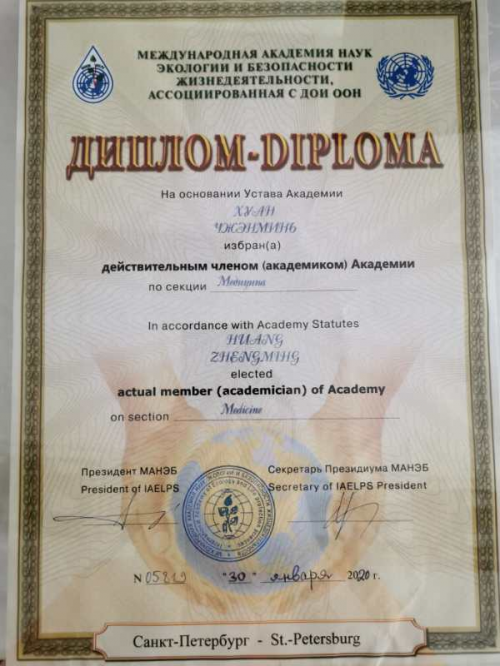 МЕЖДУНАРОДНАЯ АКАДЕМИЯ НАУК
ЭКОЛОГИИ И БЕЗОПАСНОСТИ
ЖИЗНЕДЕЯТЕЛЬНОСТИ,
АССОЦИИРОВАННАЯ С ДОИ ООН
ДИПЛОМ-DIPLOMA
На основании Устава Академии
ХУАН
ЧЖЭНМИНЬ
избран(а)
действительным членом (академиком) Академии
по секции Медицина
In accordance with Academy Statutes
HUANG
ZHENGMING
elected
actual member (academician) of Academy
on section Medicine
Президент МАНЭБ
President of IAELPS
Секретарь Президиума МАНЭБ
Secretary of IAELPS President
N 05829 "30" января 2020 г.
Санкт-Петербург - St.-Petersburg